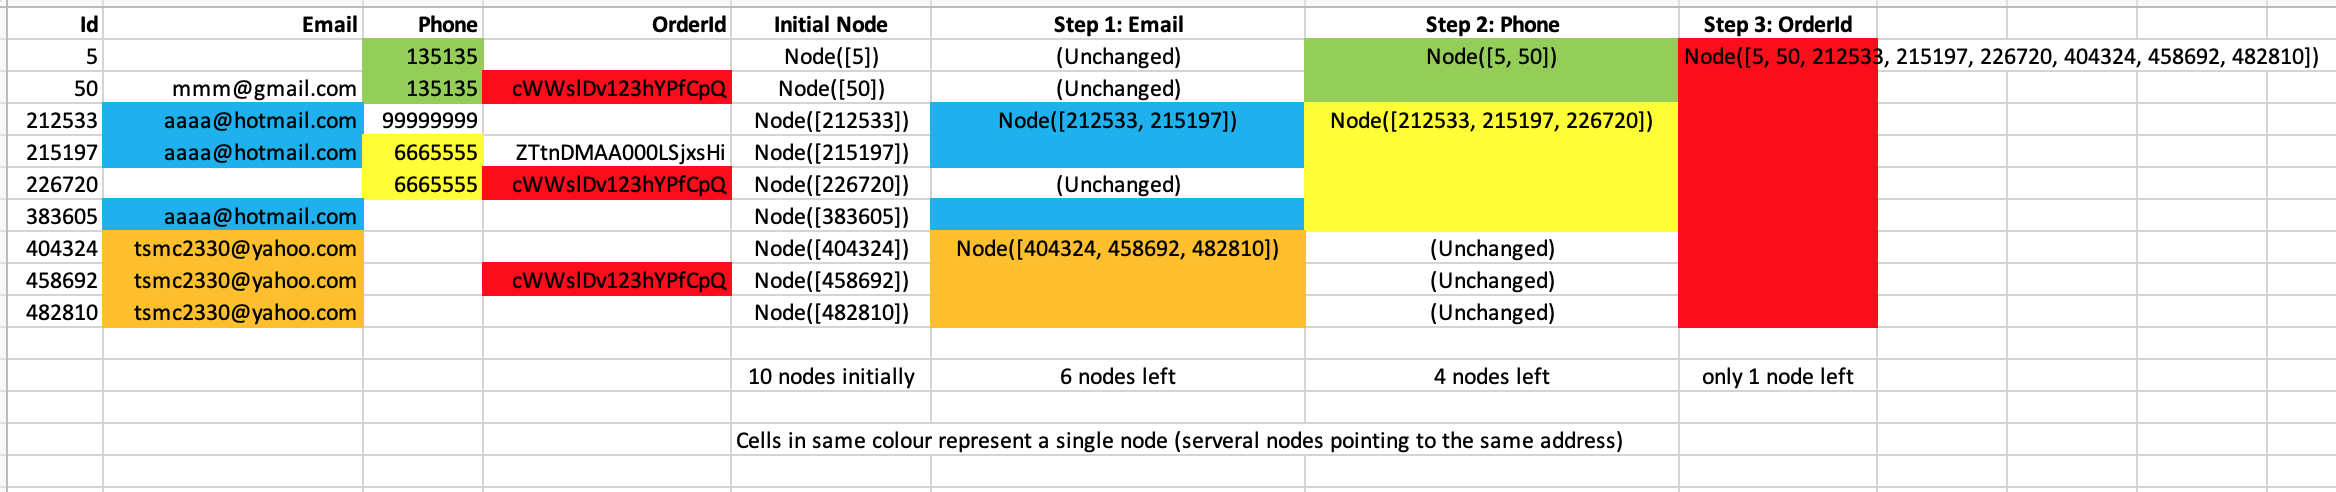 Id Email Phone OrderId Initial Node Step 1: Email Step 2: Phone Step 3: OrderId
5 135135 Node([5]) (Unchanged) Node([5, 50]) Node([5, 50, 212533, 215197, 226720, 404324, 458692, 482810])
50 mmm@gmail.com 135135 cWWslDv123hYPfCpQ Node([50]) (Unchanged)
212533 aaaa@hotmail.com 99999999 Node([212533]) Node([212533, 215197]) Node([212533, 215197, 226720])
215197 aaaa@hotmail.com 6665555 ZTtnDMAA000LSjxsHi Node([215197])
226720 6665555 cWWslDv123hYPfCpQ Node([226720]) (Unchanged)
383605 aaaa@hotmail.com Node([383605])
404324 tsmc2330@yahoo.com Node([404324]) Node([404324, 458692, 482810]) (Unchanged)
458692 tsmc2330@yahoo.com cWWslDv123hYPfCpQ Node([458692]) (Unchanged)
482810 tsmc2330@yahoo.com Node([482810]) (Unchanged)
10 nodes initially 6 nodes left 4 nodes left only 1 node left
Cells in same colour represent a single node (serveral nodes pointing to the same address)